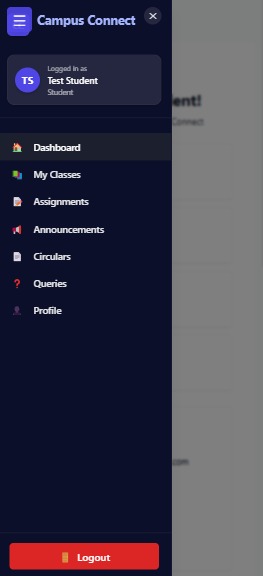 Campus Connect
Logged in as
TS
Test Student
Student
Dashboard
My Classes
Assignments
Announcements
Circulars
Queries
Profile
Logout
ent!
Connect
.com